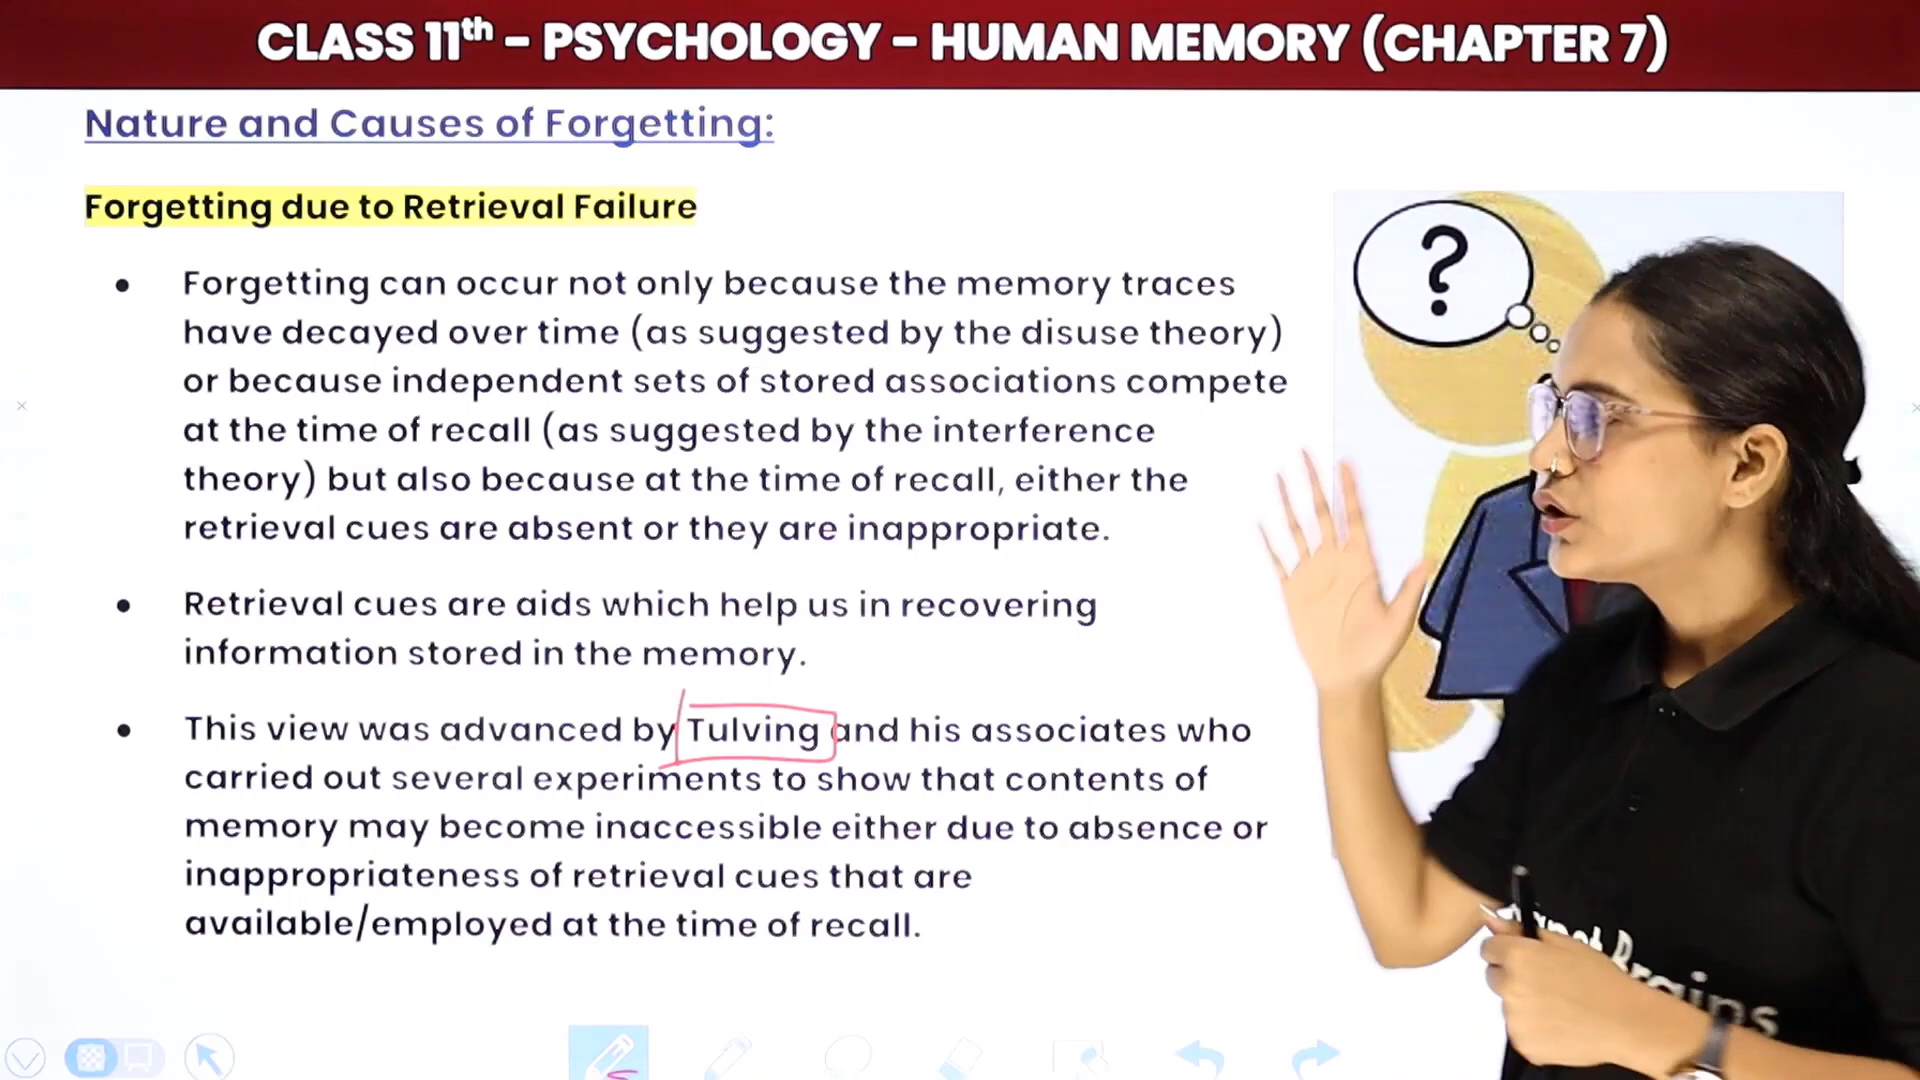 CLASS 11th - PSYCHOLOGY - HUMAN MEMORY (CHAPTER 7)
Nature and Causes of Forgetting:
Forgetting due to Retrieval Failure
● Forgetting can occur not only because the memory traces
have decayed over time (as suggested by the disuse theory)
or because independent sets of stored associations compete
at the time of recall (as suggested by the interference
theory) but also because at the time of recall, either the
retrieval cues are absent or they are inappropriate.
● Retrieval cues are aids which help us in recovering
information stored in the memory.
● This view was advanced by Tulving and his associates who
carried out several experiments to show that contents of
memory may become inaccessible either due to absence or
inappropriateness of retrieval cues that are
available/employed at the time of recall.
?
Brains